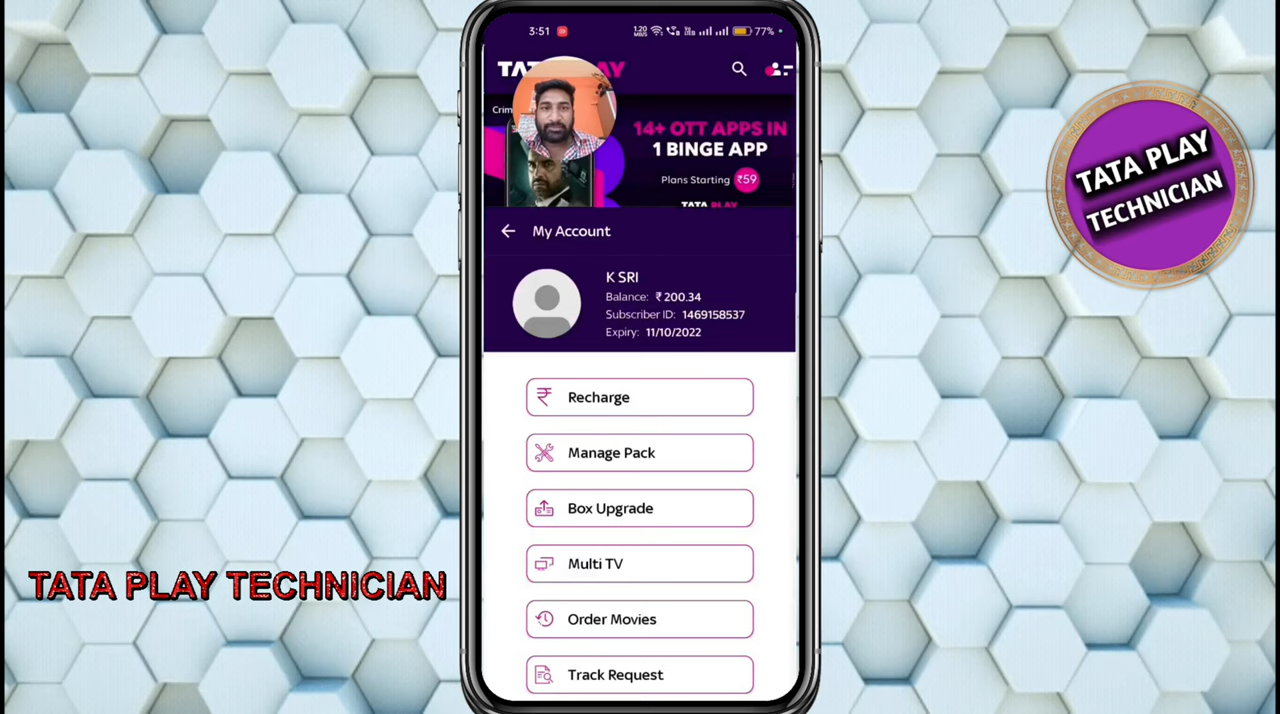 3:51
1.20
77%
14+ OTT APPS IN
1 BINGE APP
Plans Starting ₹59
TATA PLAY
My Account
K SRI
Balance: ₹ 200.34
Subscriber ID: 1469158537
Expiry: 11/10/2022
Recharge
Manage Pack
Box Upgrade
Multi TV
Order Movies
Track Request
TATA PLAY TECHNICIAN
TATA PLAY
TECHNICIAN